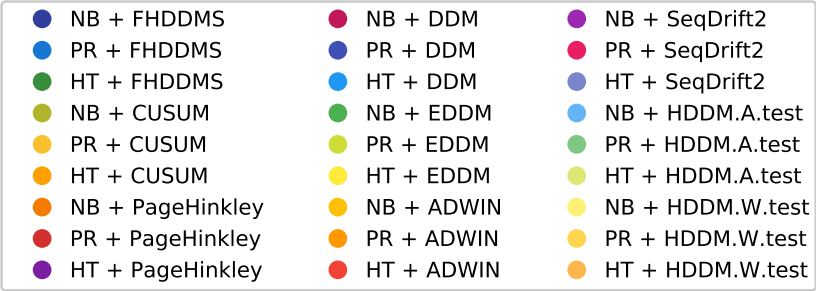 NB + FHDDMS
PR + FHDDMS
HT + FHDDMS
NB + CUSUM
PR + CUSUM
HT + CUSUM
NB + PageHinkley
PR + PageHinkley
HT + PageHinkley
NB + DDM
PR + DDM
HT + DDM
NB + EDDM
PR + EDDM
HT + EDDM
NB + ADWIN
PR + ADWIN
HT + ADWIN
NB + SeqDrift2
PR + SeqDrift2
HT + SeqDrift2
NB + HDDM.A.test
PR + HDDM.A.test
HT + HDDM.A.test
NB + HDDM.W.test
PR + HDDM.W.test
HT + HDDM.W.test